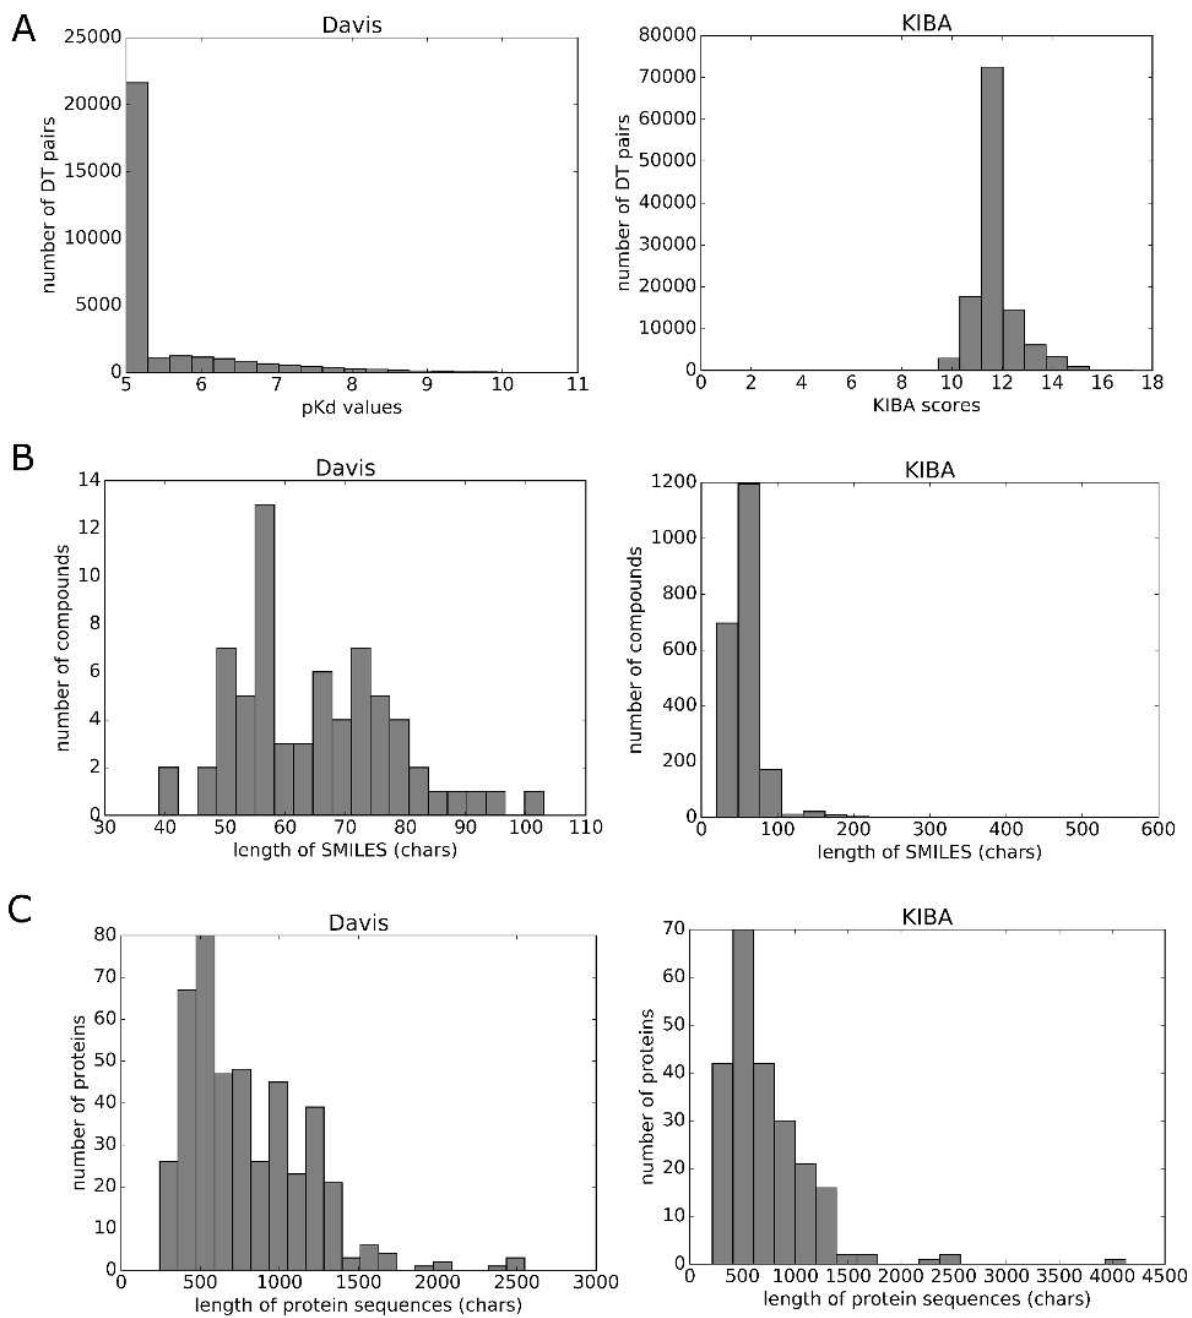 A
Davis
25000
20000
15000
10000
5000
0
number of DT pairs
5 6 7 8 9 10 11
pKd values
KIBA
80000
70000
60000
50000
40000
30000
20000
10000
0
number of DT pairs
0 2 4 6 8 10 12 14 16 18
KIBA scores
B
Davis
14
12
10
8
6
4
2
0
number of compounds
30 40 50 60 70 80 90 100 110
length of SMILES (chars)
KIBA
1200
1000
800
600
400
200
0
number of compounds
0 100 200 300 400 500 600
length of SMILES (chars)
C
Davis
80
70
60
50
40
30
20
10
0
number of proteins
0 500 1000 1500 2000 2500 3000
length of protein sequences (chars)
KIBA
70
60
50
40
30
20
10
0
number of proteins
0 500 1000 1500 2000 2500 3000 3500 4000 4500
length of protein sequences (chars)